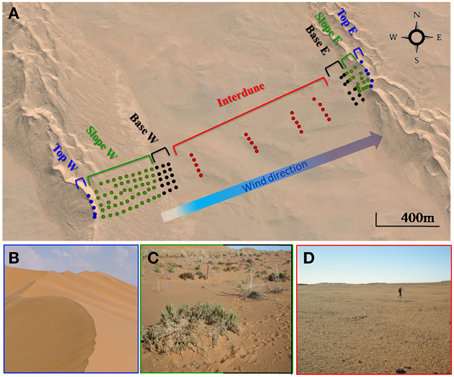 A
N
W E
S
Top E
Slope E
Base E
Interdune
Base W
Slope W
Top W
Wind direction
400m
B
C
D